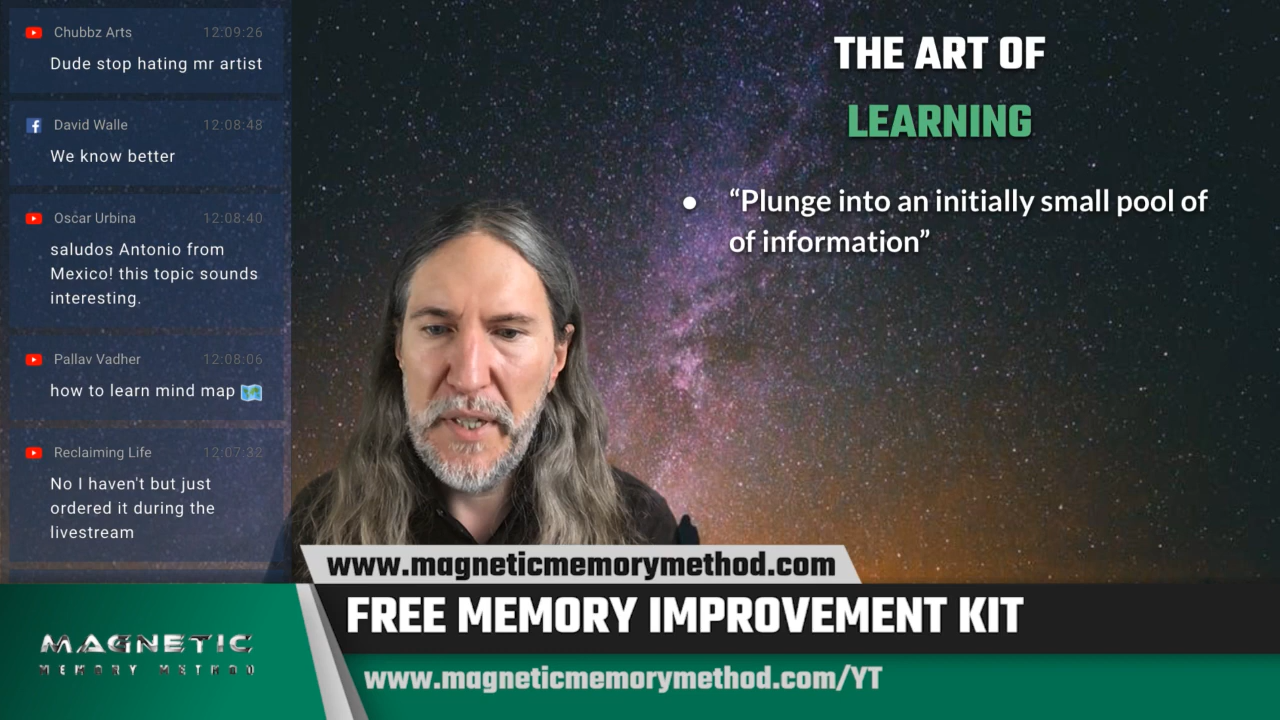 Chubbz Arts 12:09:26
Dude stop hating mr artist
David Walle 12:08:48
We know better
Oscar Urbina 12:08:40
saludos Antonio from
Mexico! this topic sounds
interesting.
Pallav Vadher 12:08:06
how to learn mind map
Reclaiming Life 12:07:32
No I haven't but just
ordered it during the
livestream
THE ART OF
LEARNING
● “Plunge into an initially small pool of
of information”
www.magneticmemorymethod.com
FREE MEMORY IMPROVEMENT KIT
www.magneticmemorymethod.com/YT
MAGNETIC
MEMORY METHOD